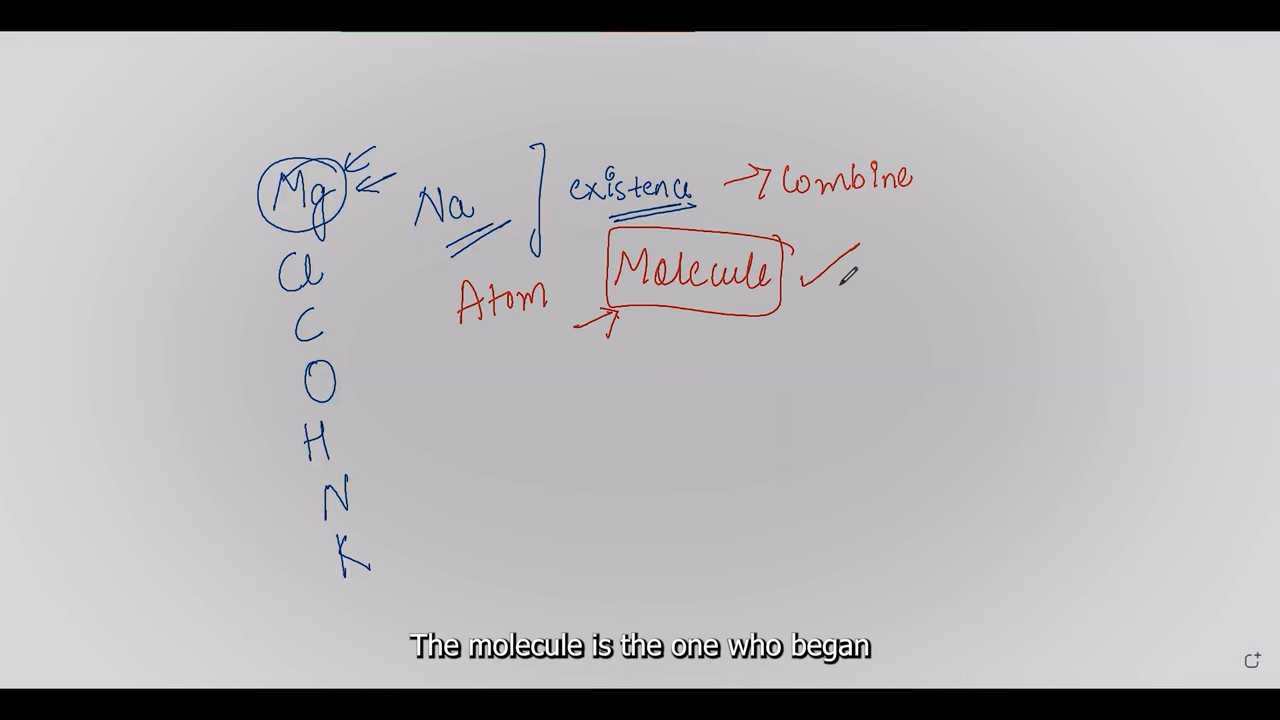 Mg Na existence → Combine
Cl
Atom Molecule
C
O
H
N
K
The molecule is the one who began